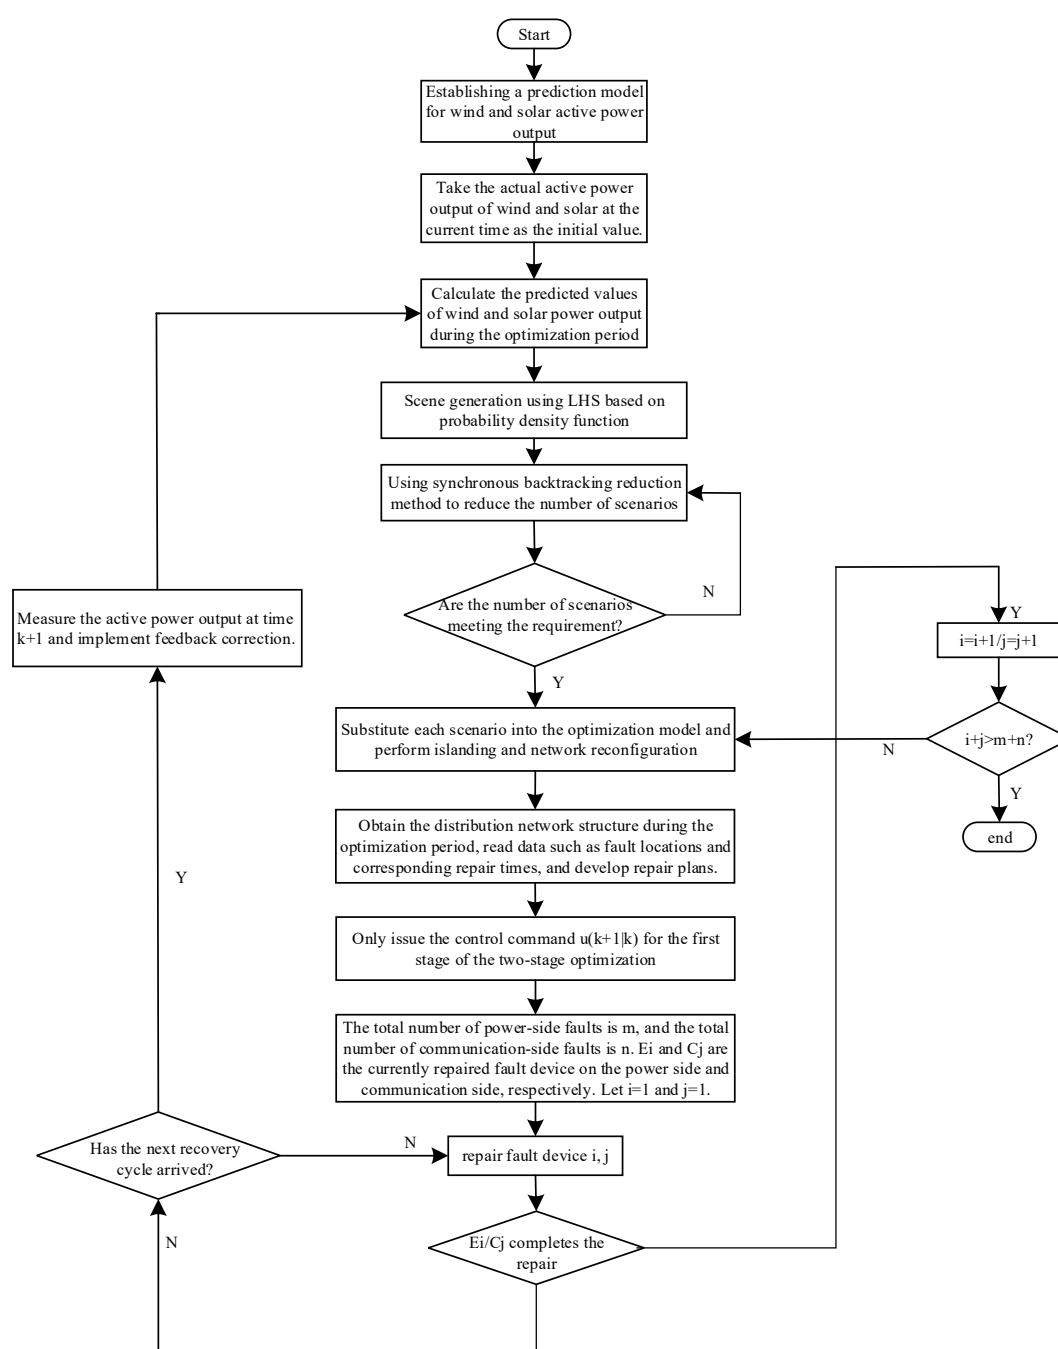 Start
Establishing a prediction model
for wind and solar active power
output
Take the actual active power
output of wind and solar at the
current time as the initial value.
Calculate the predicted values
of wind and solar power output
during the optimization period
Scene generation using LHS based on
probability density function
Using synchronous backtracking reduction
method to reduce the number of scenarios
Are the number of scenarios
meeting the requirement?
N
Y
Measure the active power output at time
k+1 and implement feedback correction.
Y
i=i+1/j=j+1
Substitute each scenario into the optimization model and
perform islanding and network reconfiguration
N
i+j>m+n?
Y
end
Obtain the distribution network structure during the
optimization period, read data such as fault locations and
corresponding repair times, and develop repair plans.
Y
Only issue the control command u(k+1|k) for the first
stage of the two-stage optimization
The total number of power-side faults is m, and the total
number of communication-side faults is n. Ei and Cj are
the currently repaired fault device on the power side and
communication side, respectively. Let i=1 and j=1.
Has the next recovery
cycle arrived?
N
repair fault device i, j
N
Ei/Cj completes the
repair